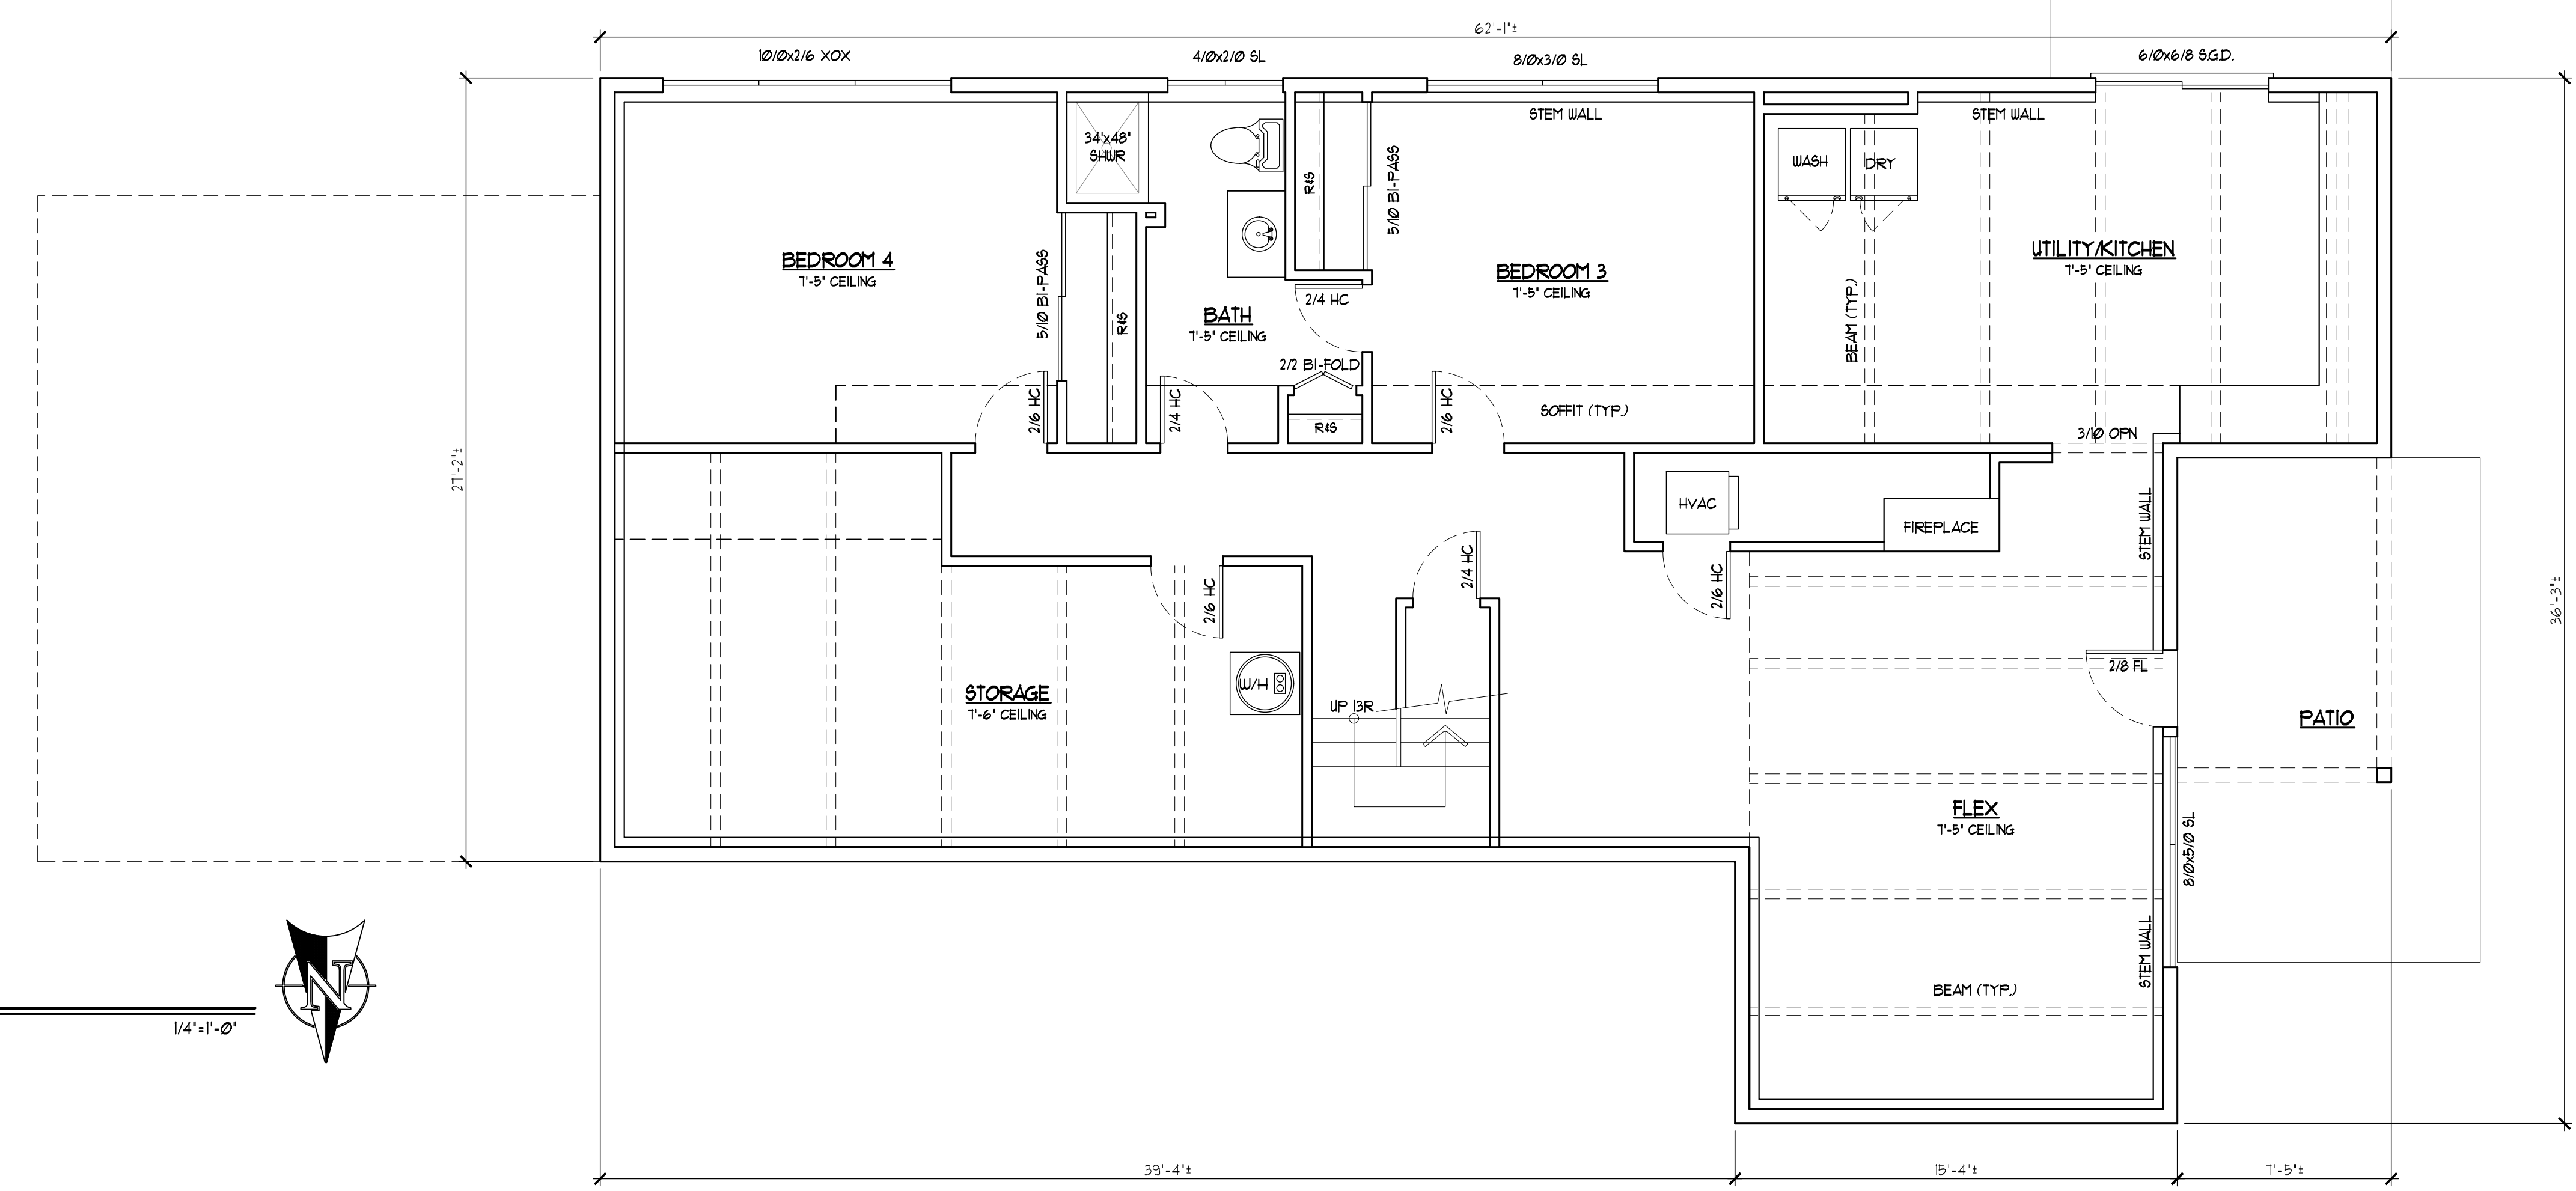 62'-1"±
10/0x2/6 XOX
4/0x2/0 SL
8/0x3/0 SL
6/0x6/8 S.G.D.
STEM WALL
STEM WALL
34"x48"
SHWR
WASH
DRY
R&S
5/10 BI-PASS
BEDROOM 4
7'-5" CEILING
5/10 BI-PASS
R&S
BATH
7'-5" CEILING
2/4 HC
BEDROOM 3
7'-5" CEILING
UTILITY/KITCHEN
7'-5" CEILING
BEAM (TYP.)
2/2 BI-FOLD
2/6 HC
2/4 HC
R&S
2/6 HC
SOFFIT (TYP.)
3/10 OPN
27'-2"±
HVAC
FIREPLACE
STEM WALL
36'-3"±
2/6 HC
2/4 HC
2/6 HC
STORAGE
7'-6" CEILING
W/H
UP 13R
2/8 FL
PATIO
FLEX
7'-5" CEILING
8/0x5/0 SL
STEM WALL
BEAM (TYP.)
N
1/4"=1'-0"
39'-4"±
15'-4"±
7'-5"±